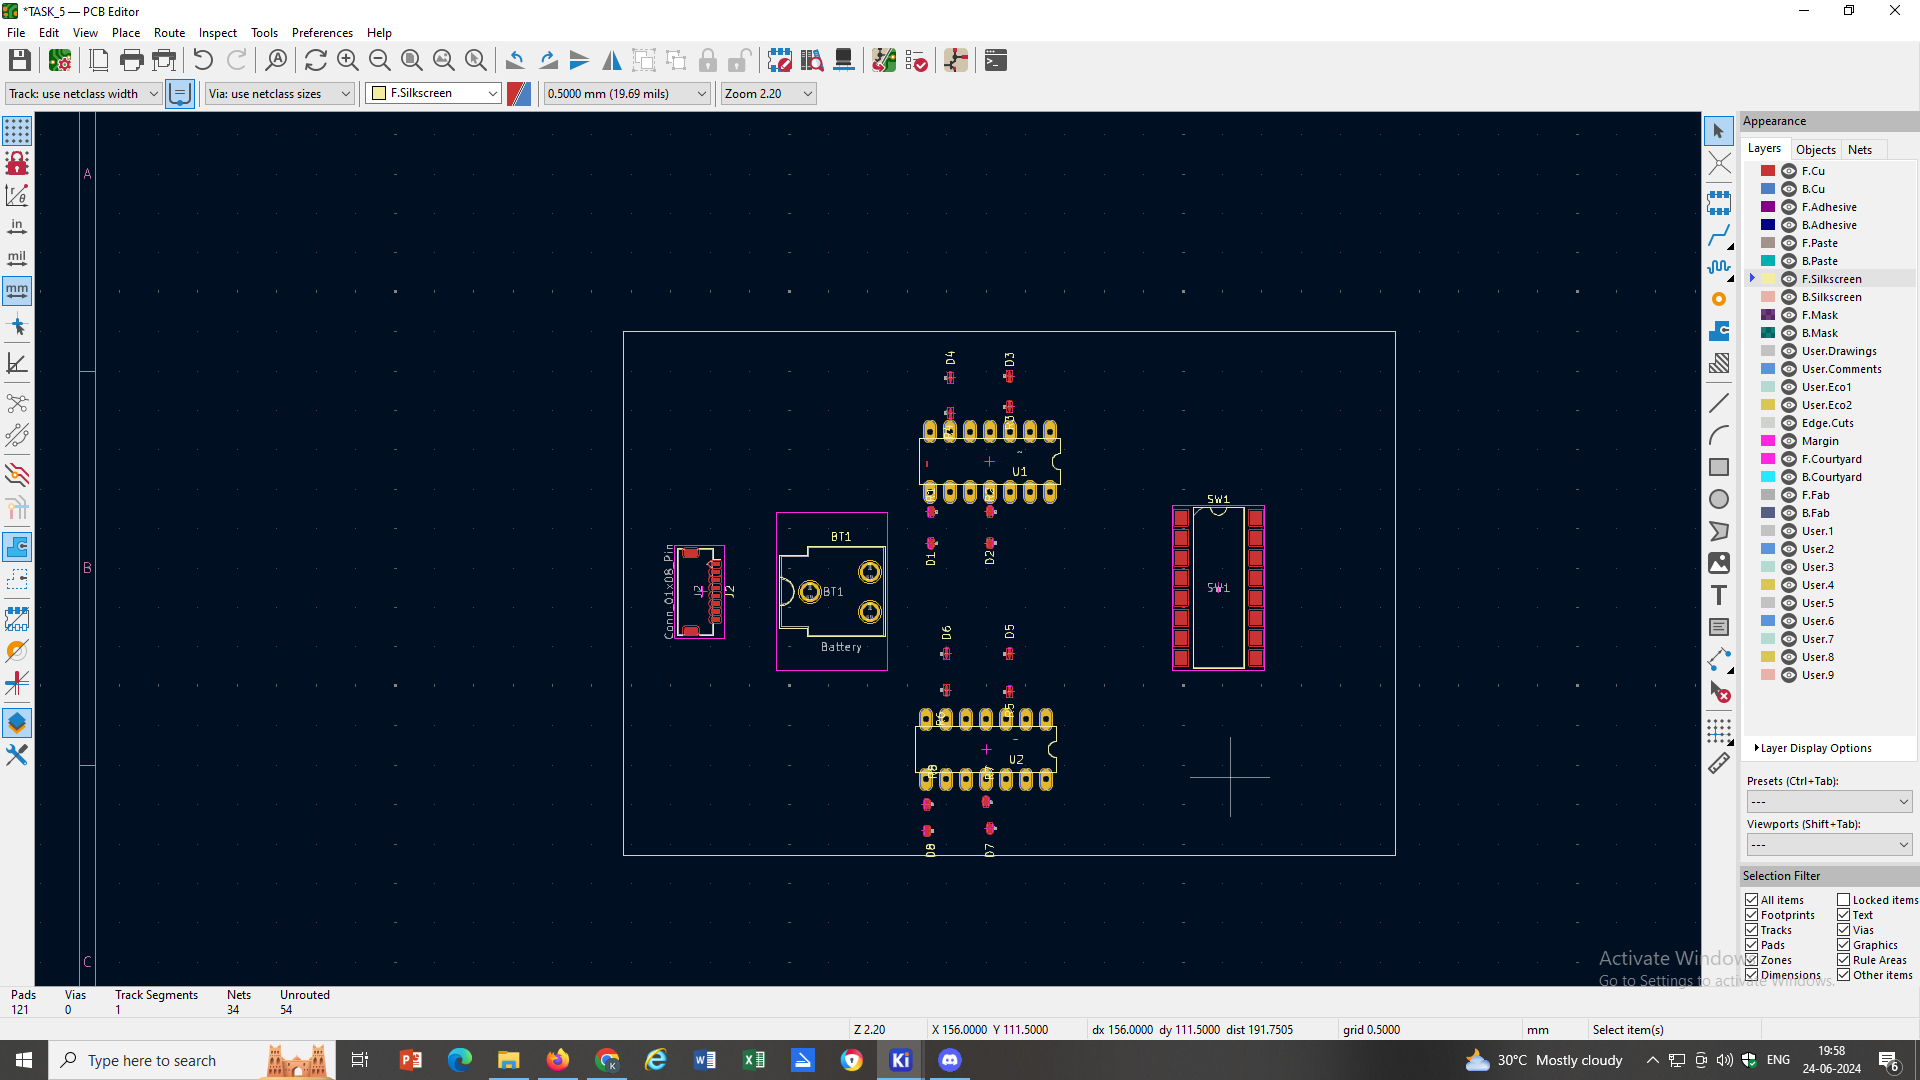 *TASK_5 — PCB Editor
File Edit View Place Route Inspect Tools Preferences Help
Track: use netclass width Via: use netclass sizes F.Silkscreen 0.5000 mm (19.69 mils) Zoom 2.20
in
mil
mm
A
B
C
D4 D3
R4 R3
U1
R1 R2
D1 D2
SW1
SW1
BT1
BT1
Battery
Conn_01x08_Pin
J2
J2
D6 D5
R6 R5
U2
R8 R7
D8 D7
Appearance
Layers Objects Nets
F.Cu
B.Cu
F.Adhesive
B.Adhesive
F.Paste
B.Paste
F.Silkscreen
B.Silkscreen
F.Mask
B.Mask
User.Drawings
User.Comments
User.Eco1
User.Eco2
Edge.Cuts
Margin
F.Courtyard
B.Courtyard
F.Fab
B.Fab
User.1
User.2
User.3
User.4
User.5
User.6
User.7
User.8
User.9
Layer Display Options
Presets (Ctrl+Tab):
---
Viewports (Shift+Tab):
---
Selection Filter
All items Locked items
Footprints Text
Tracks Vias
Pads Graphics
Zones Rule Areas
Dimensions Other items
Activate Windows
Go to Settings to activate Windows.
Pads Vias Track Segments Nets Unrouted
121 0 1 34 54
Z 2.20 X 156.0000 Y 111.5000 dx 156.0000 dy 111.5000 dist 191.7505 grid 0.5000 mm Select item(s)
Type here to search
30°C Mostly cloudy
ENG
19:58
24-06-2024
6